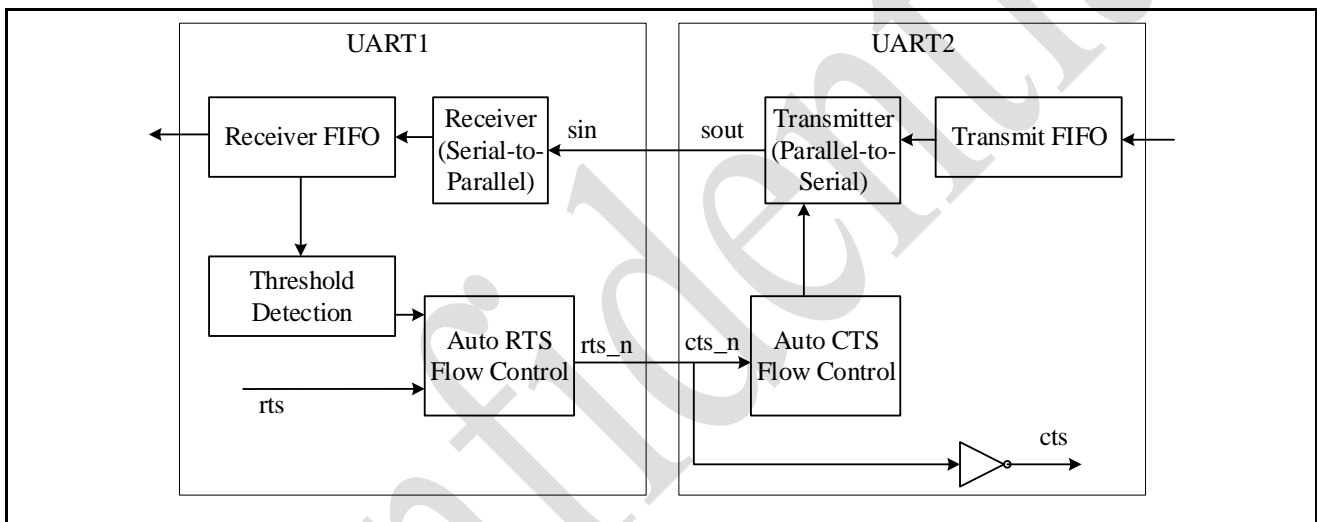 UART1
UART2
Receiver FIFO
Receiver
(Serial-to-
Parallel)
sin
sout
Transmitter
(Parallel-to-
Serial)
Transmit FIFO
Threshold
Detection
Auto RTS
Flow Control
rts_n
cts_n
Auto CTS
Flow Control
rts
cts